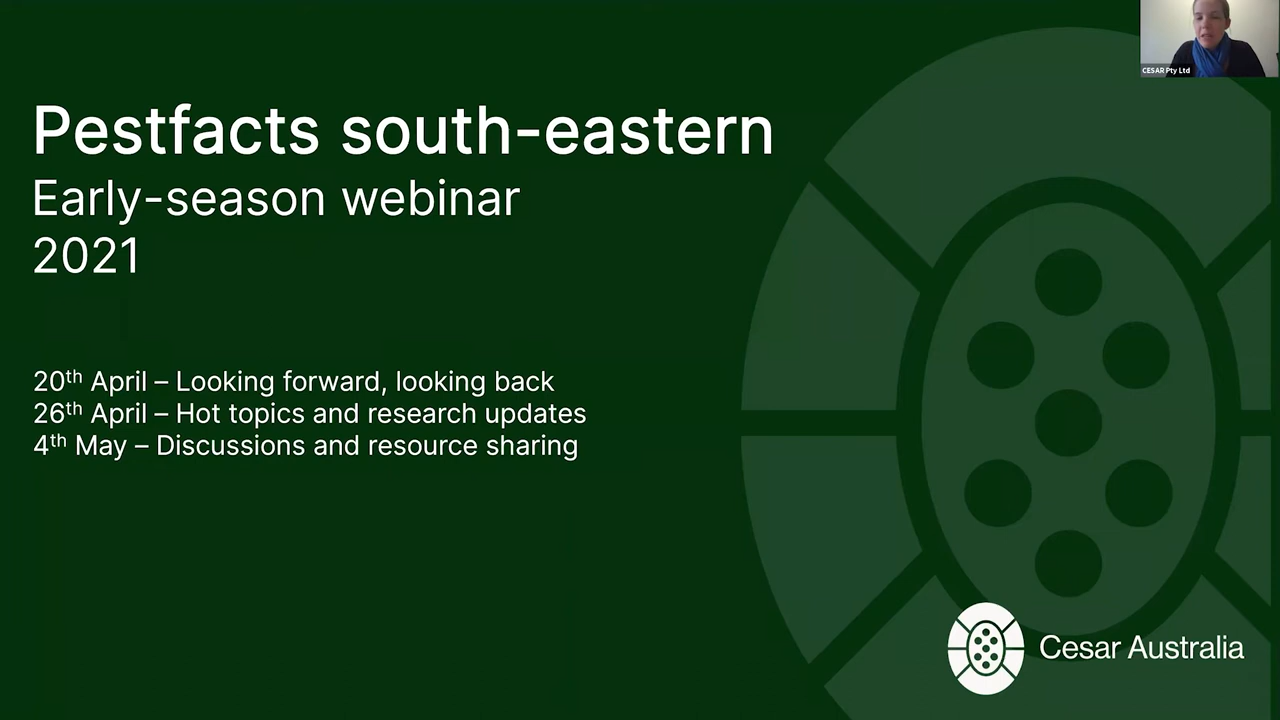 CESAR Pty Ltd
Pestfacts south-eastern
Early-season webinar
2021
20th April – Looking forward, looking back
26th April – Hot topics and research updates
4th May – Discussions and resource sharing
Cesar Australia